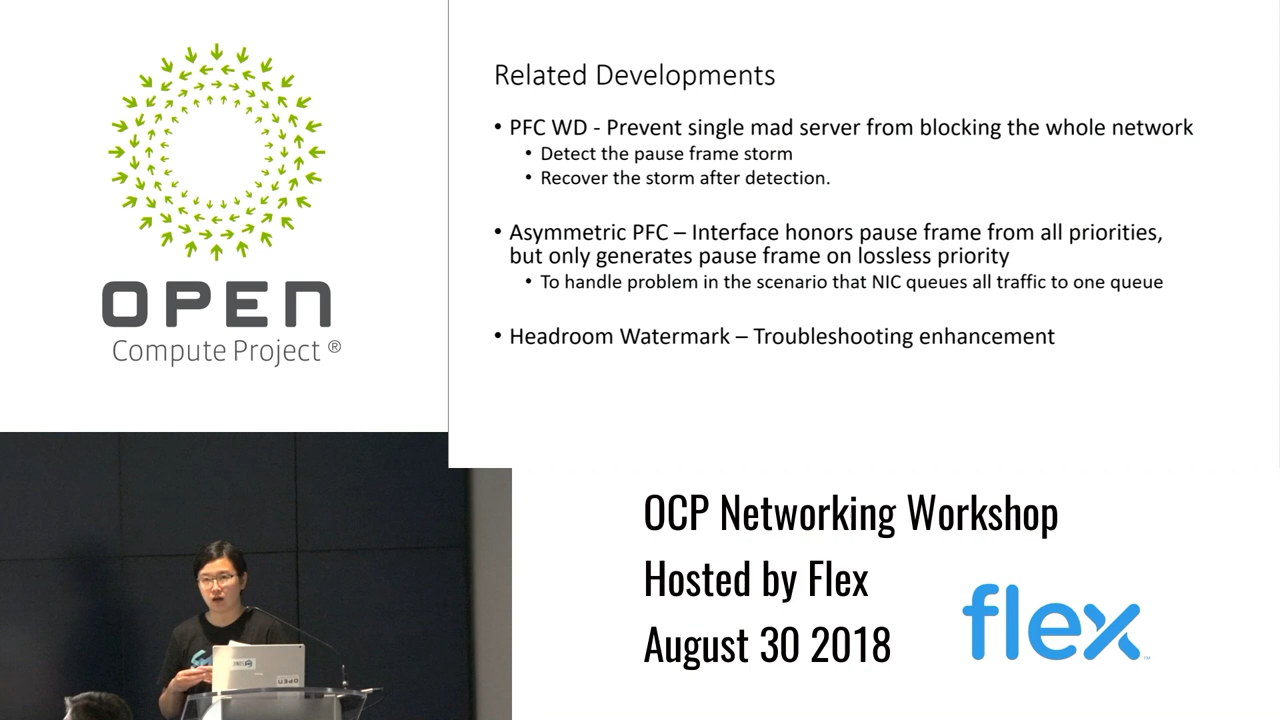 OPEN
Compute Project ®
Related Developments
• PFC WD - Prevent single mad server from blocking the whole network
• Detect the pause frame storm
• Recover the storm after detection.
• Asymmetric PFC – Interface honors pause frame from all priorities,
but only generates pause frame on lossless priority
• To handle problem in the scenario that NIC queues all traffic to one queue
• Headroom Watermark – Troubleshooting enhancement
OCP Networking Workshop
Hosted by Flex
August 30 2018
flex™
OPEN